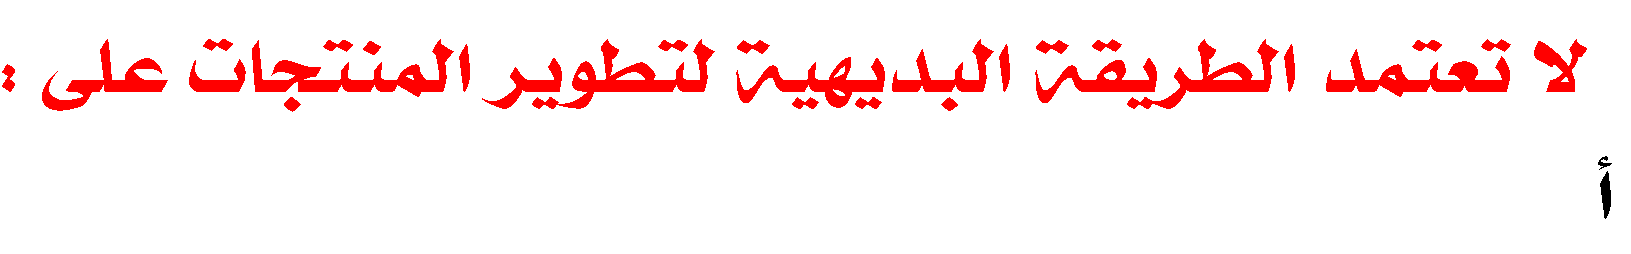 لا تعتمد الطريقة البديهية لتطوير المنتجات على :
أ